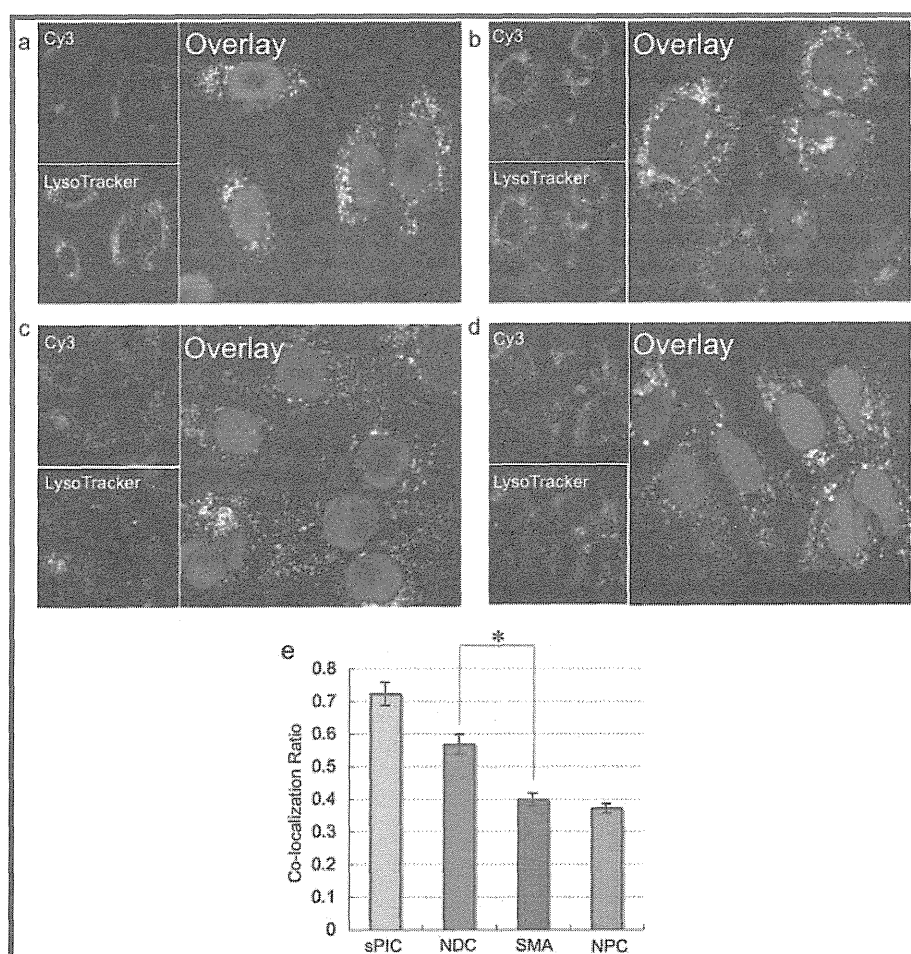 a
Cy3
Overlay
LysoTracker
b
Cy3
Overlay
LysoTracker
c
Cy3
Overlay
LysoTracker
d
Cy3
Overlay
LysoTracker
e
*
0.8
0.7
0.6
0.5
0.4
0.3
0.2
0.1
0
Co-localization Ratio
sPIC NDC SMA NPC